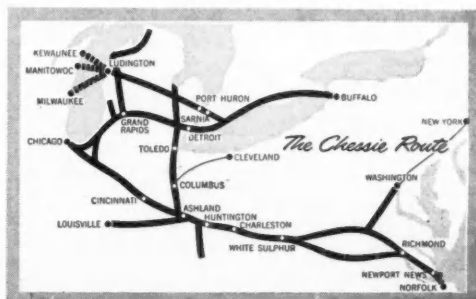 KEWAUNEE
LUDINGTON
MANITOWOC
MILWAUKEE
PORT HURON
BUFFALO
SARNIA
GRAND
RAPIDS
DETROIT
NEW YORK
CHICAGO
The Chessie Route
TOLEDO
CLEVELAND
WASHINGTON
COLUMBUS
CINCINNATI
ASHLAND
LOUISVILLE
HUNTINGTON
CHARLESTON
RICHMOND
WHITE SULPHUR
NEWPORT NEWS
NORFOLK